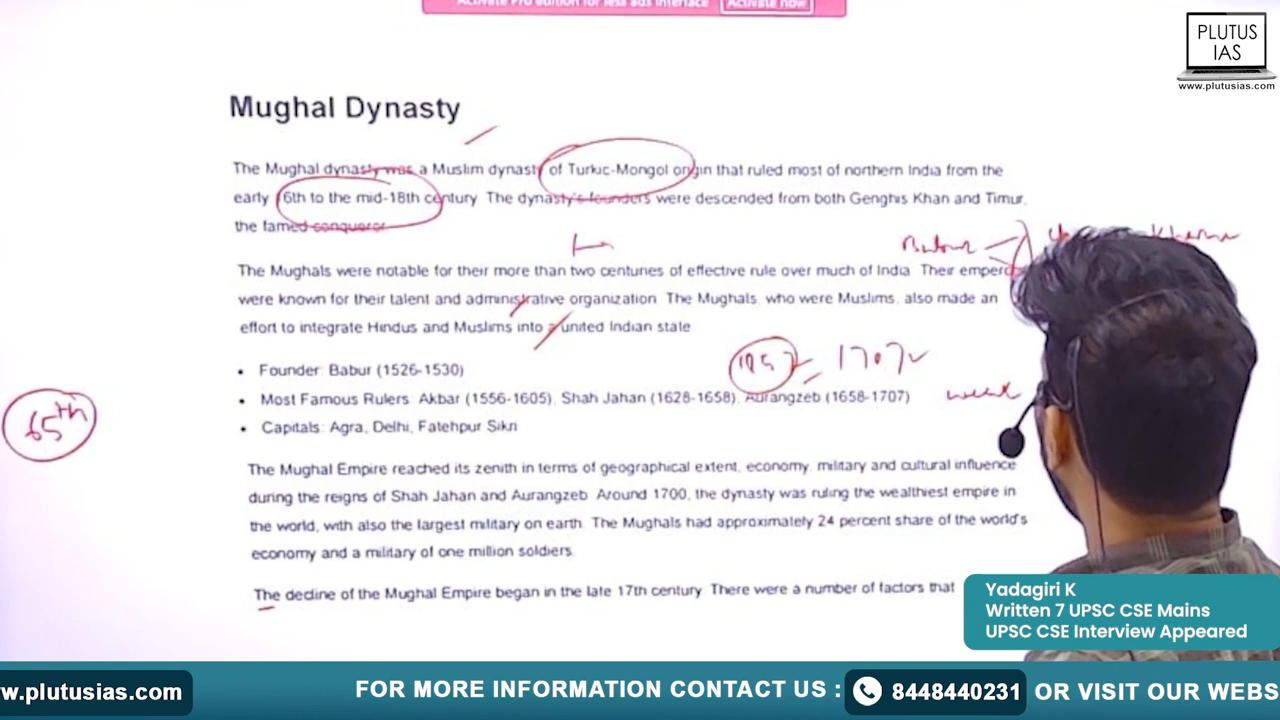 Activate Pro edition for less ads interface Activate now
PLUTUS
IAS
www.plutusias.com
Mughal Dynasty
The Mughal dynasty was a Muslim dynasty of Turkic-Mongol origin that ruled most of northern India from the
early 16th to the mid-18th century. The dynasty's founders were descended from both Genghis Khan and Timur,
the famed conqueror
Babur
The Mughals were notable for their more than two centuries of effective rule over much of India. Their
were known for their talent and administrative organization. The Mughals, who were Muslims, also made an
effort to integrate Hindus and Muslims into a united Indian state
1707
Founder: Babur (1526-1530)
65th
• Most Famous Rulers: Akbar (1556-1605), Shah Jahan (1628-1658), Aurangzeb (1658-1707) weak
• Capitals: Agra, Delhi, Fatehpur Sikri
The Mughal Empire reached its zenith in terms of geographical extent, economy, military and cultural influence
during the reigns of Shah Jahan and Aurangzeb. Around 1700, the dynasty was ruling the wealthiest empire in
the world, with also the largest military on earth. The Mughals had approximately 24 percent share of the world's
economy and a military of one million soldiers.
The decline of the Mughal Empire began in the late 17th century. There were a number of factors that
Yadagiri K
Written 7 UPSC CSE Mains
UPSC CSE Interview Appeared
w.plutusias.com FOR MORE INFORMATION CONTACT US : 8448440231 OR VISIT OUR WEBS